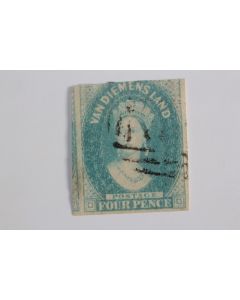 VAN DIEMENS LAND
POSTAGE
FOUR PENCE